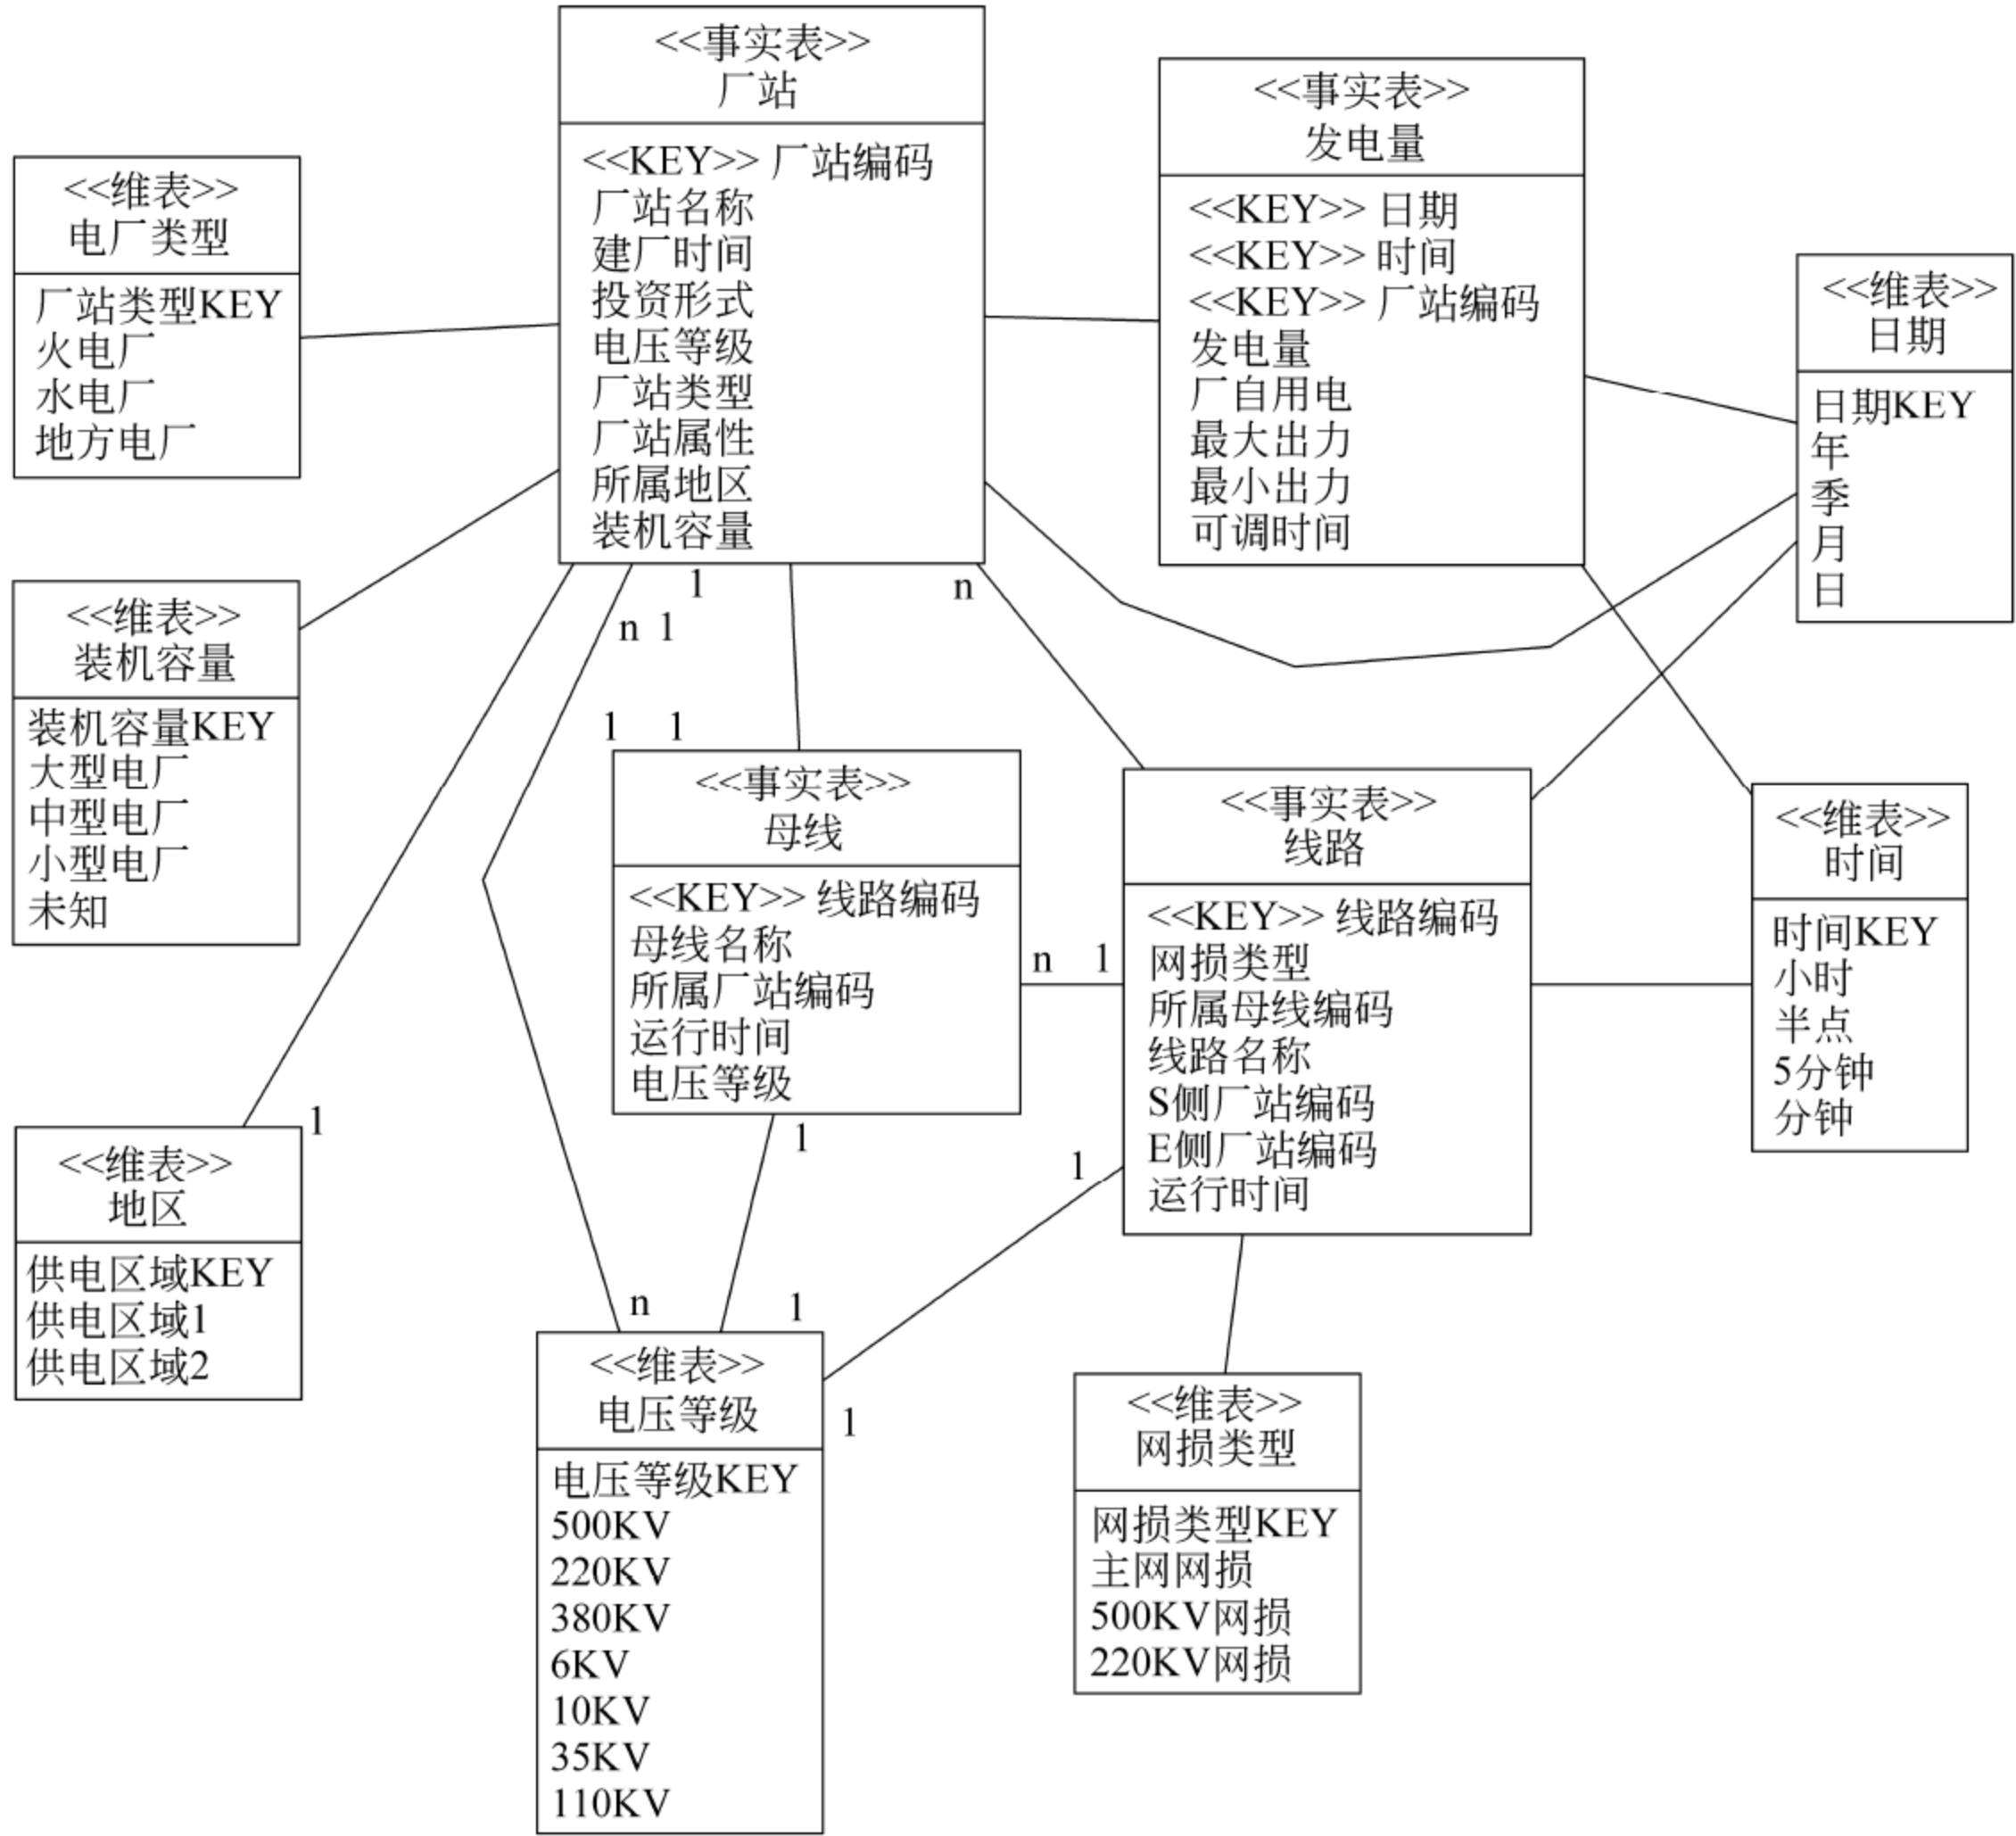 <<事实表>>
厂站
<<KEY>> 厂站编码
厂站名称
建厂时间
投资形式
电压等级
厂站类型
厂站属性
所属地区
装机容量
<<事实表>>
发电量
<<KEY>> 日期
<<KEY>> 时间
<<KEY>> 厂站编码
发电量
厂自用电
最大出力
最小出力
可调时间
<<维表>>
电厂类型
厂站类型KEY
火电厂
水电厂
地方电厂
<<维表>>
日期
日期KEY
年
季
月
日
<<维表>>
装机容量
装机容量KEY
大型电厂
中型电厂
小型电厂
未知
1
n
n 1
1 1
<<事实表>>
母线
<<KEY>> 线路编码
母线名称
所属厂站编码
运行时间
电压等级
n 1
<<事实表>>
线路
<<KEY>> 线路编码
网损类型
所属母线编码
线路名称
S侧厂站编码
E侧厂站编码
运行时间
<<维表>>
时间
时间KEY
小时
半点
5分钟
分钟
1
1
1
<<维表>>
地区
供电区域KEY
供电区域1
供电区域2
n
1
1
<<维表>>
电压等级
电压等级KEY
500KV
220KV
380KV
6KV
10KV
35KV
110KV
<<维表>>
网损类型
网损类型KEY
主网网损
500KV网损
220KV网损